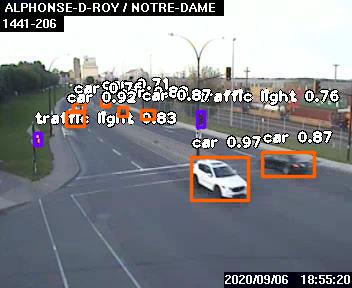 ALPHONSE-D-ROY / NOTRE-DAME
1441-206
car 0.92
car 0.87
traffic light 0.76
traffic light 0.83
car 0.97
car 0.87
2020/09/06 18:55:20